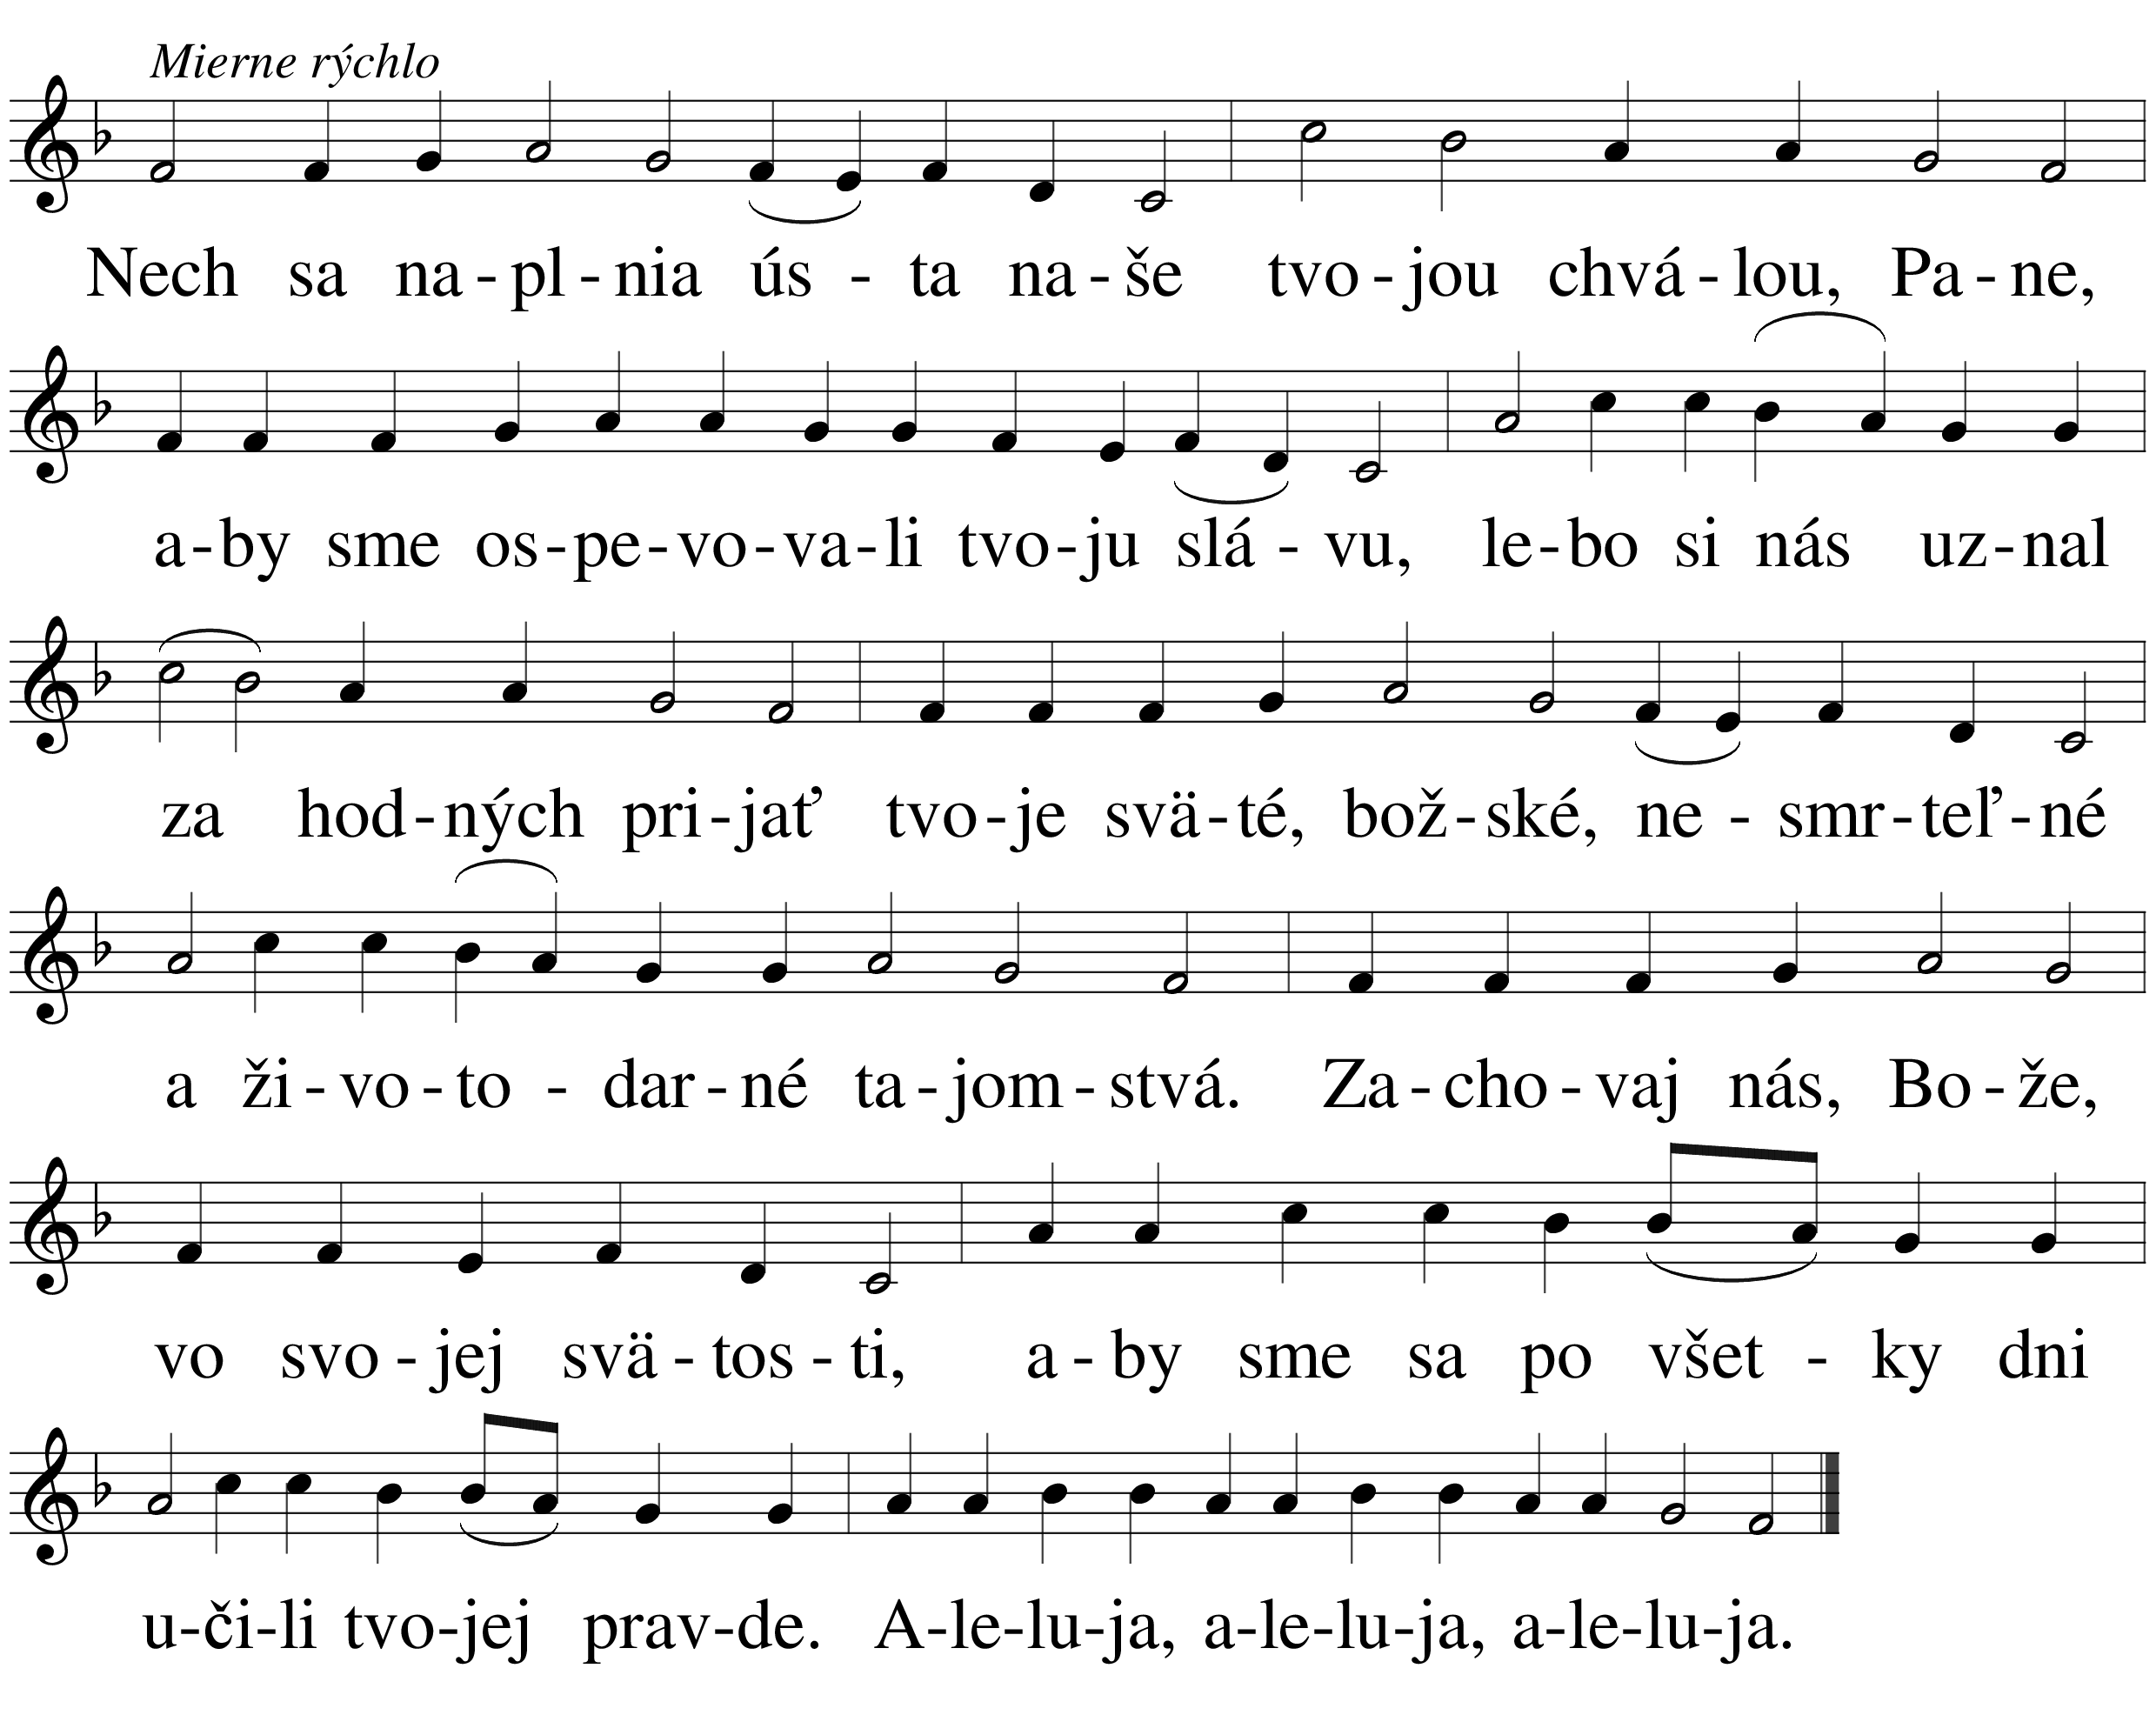 Mierne rýchlo
Nech sa na-pl-nia ús - ta na-še tvo-jou chvá-lou, Pa-ne,
a-by sme os-pe-vo-va-li tvo-ju slá - vu, le-bo si nás uz-nal
za hod-ných pri-jať tvo-je svä-té, bož-ské, ne - smr-teľ-né
a ži-vo-to - dar-né ta-jom-stvá. Za-cho-vaj nás, Bo-že,
vo svo-jej svä-tos-ti, a-by sme sa po všet - ky dni
u-či-li tvo-jej prav-de. A-le-lu-ja, a-le-lu-ja, a-le-lu-ja.